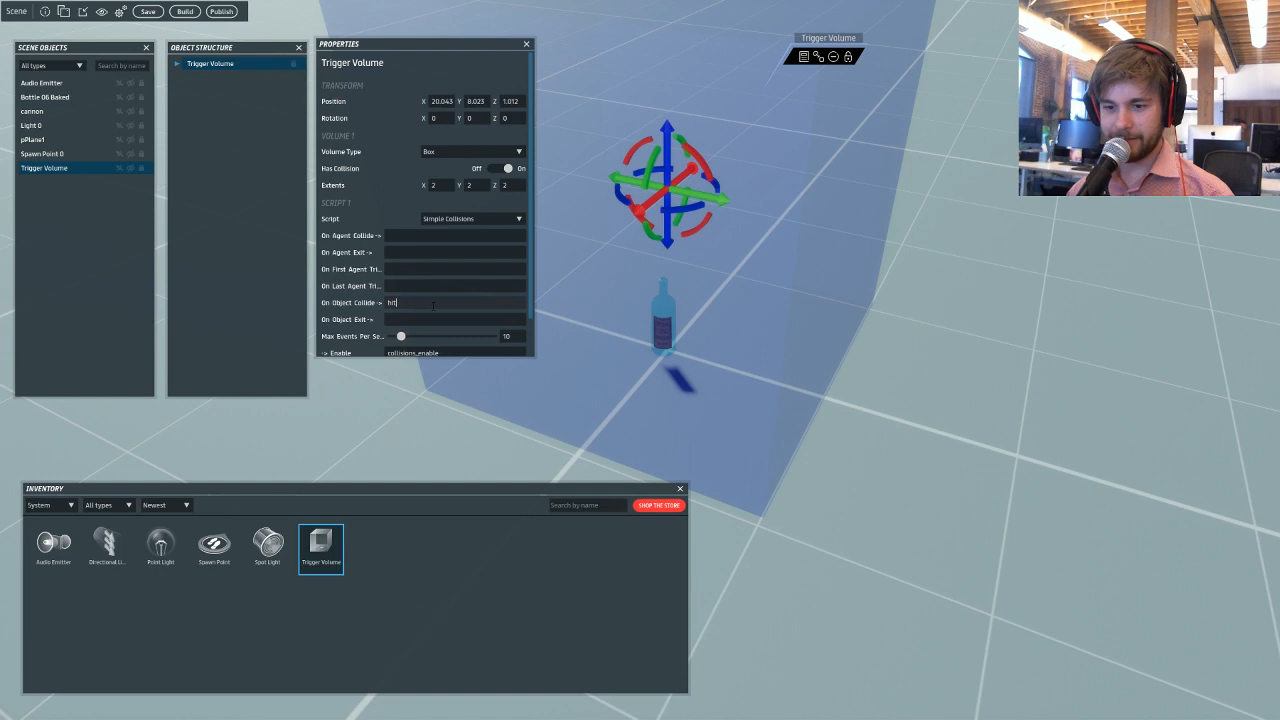 Scene
Save
Build
Publish
SCENE OBJECTS
All types
Search by name
Audio Emitter
Bottle 06 Baked
cannon
Light 0
pPlane1
Spawn Point 0
Trigger Volume
OBJECT STRUCTURE
Trigger Volume
PROPERTIES
Trigger Volume
TRANSFORM
Position X 20.043 Y 8.023 Z 1.012
Rotation X 0 Y 0 Z 0
VOLUME 1
Volume Type Box
Has Collision Off On
Extents X 2 Y 2 Z 2
SCRIPT 1
Script Simple Collisions
On Agent Collide ->
On Agent Exit ->
On First Agent Tri...
On Last Agent Tri...
On Object Collide -> hit
On Object Exit ->
Max Events Per Se... 10
-> Enable collisions_enable
Trigger Volume
INVENTORY
System All types Newest Search by name SHOP THE STORE
Audio Emitter Directional Li... Point Light Spawn Point Spot Light Trigger Volume